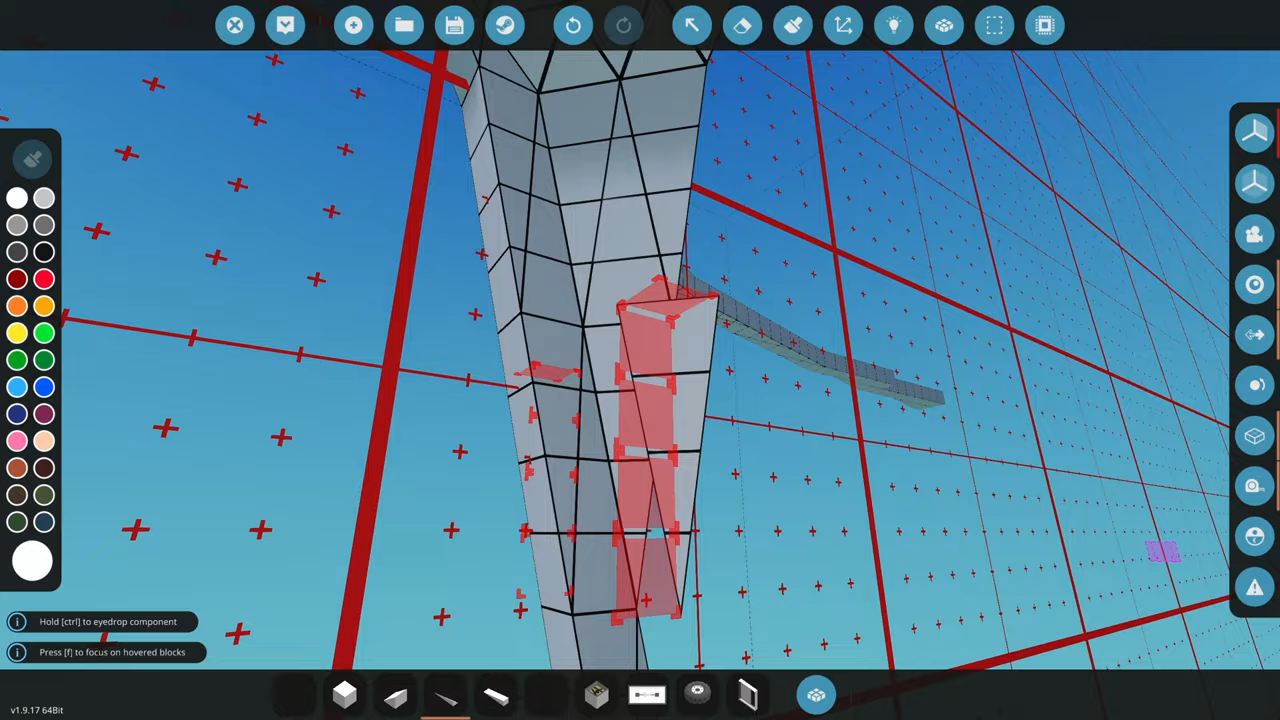 Hold [ctrl] to eyedrop component
Press [f] to focus on hovered blocks
v1.9.17 64Bit